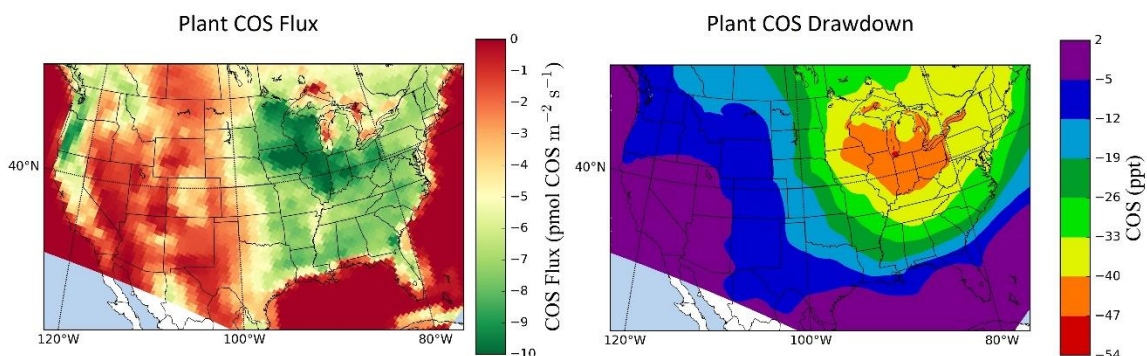 Plant COS Flux
Plant COS Drawdown
0
−1
−2
−3
−4
−5
−6
−7
−8
−9
−10
COS Flux (pmol COS m⁻² s⁻¹)
40°N
120°W
100°W
80°W
2
−5
−12
−19
−26
−33
−40
−47
−54
COS (ppt)
40°N
120°W
100°W
80°W